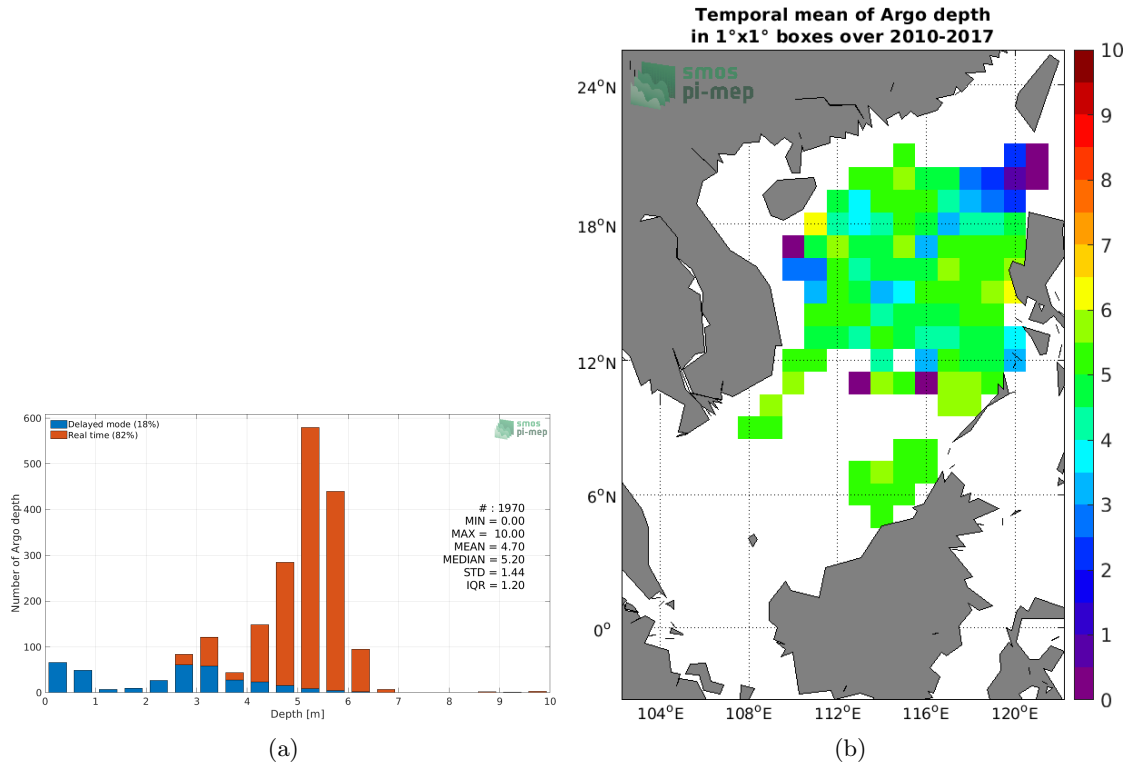 Temporal mean of Argo depth
in 1°x1° boxes over 2010-2017
smos
pi-mep
24°N
18°N
12°N
6°N
0°
104°E
108°E
112°E
116°E
120°E
10
9
8
7
6
5
4
3
2
1
0
(b)
600
500
400
300
200
100
0
Number of Argo depth
Delayed mode (18%)
Real time (82%)
smos
pi-mep
# : 1970
MIN = 0.00
MAX = 10.00
MEAN = 4.70
MEDIAN = 5.20
STD = 1.44
IQR = 1.20
0 1 2 3 4 5 6 7 8 9 10
Depth [m]
(a)